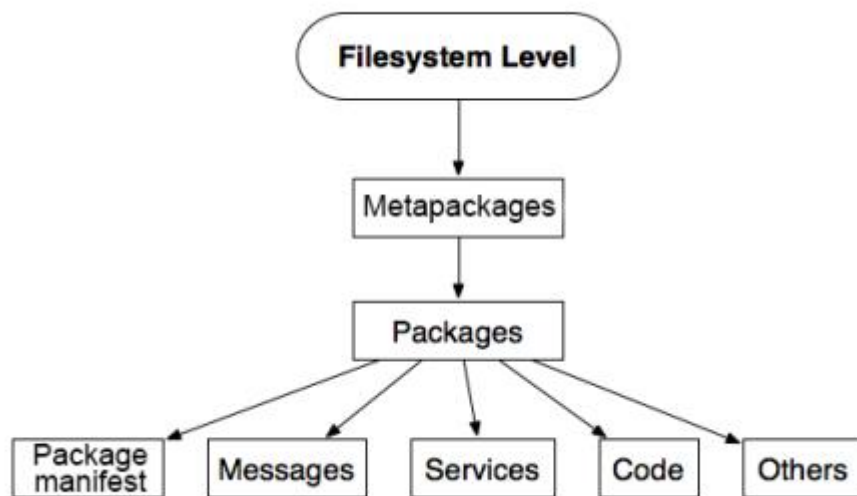 Filesystem Level
Metapackages
Packages
Package
manifest
Messages
Services
Code
Others